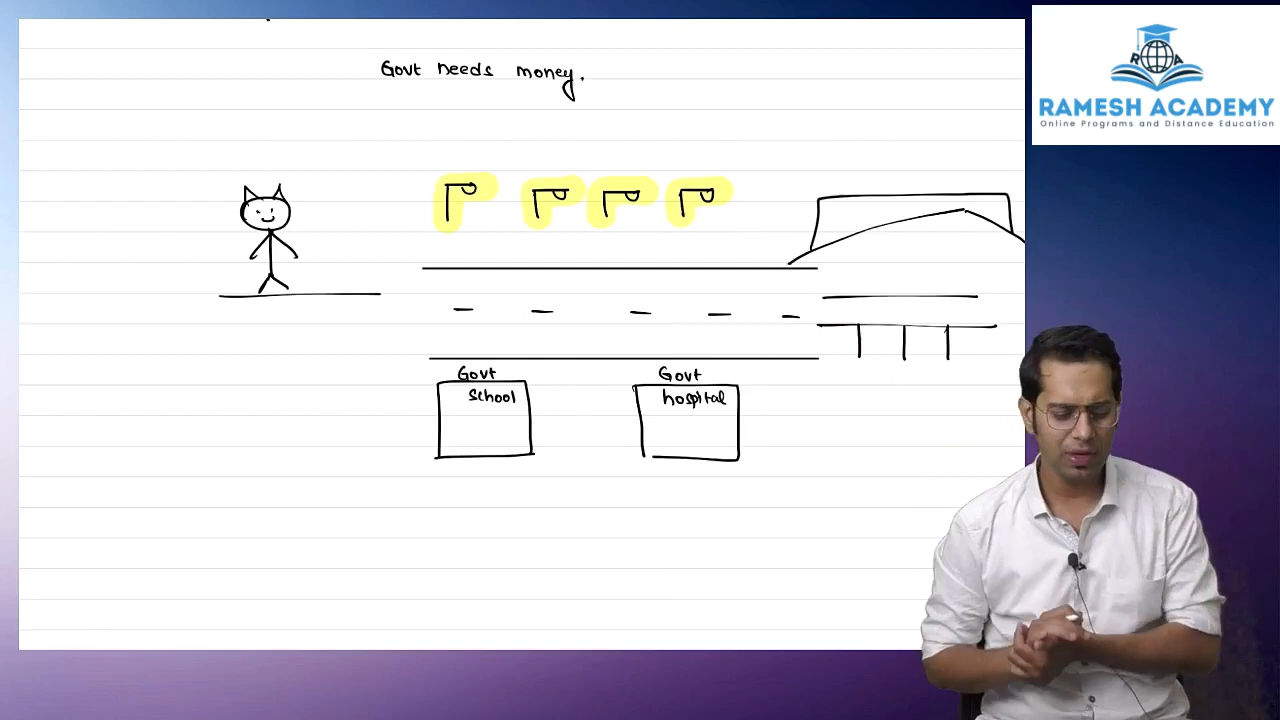 Govt needs money.
R A
RAMESH ACADEMY
Online Programs and Distance Education
Govt
school
Govt
hospital